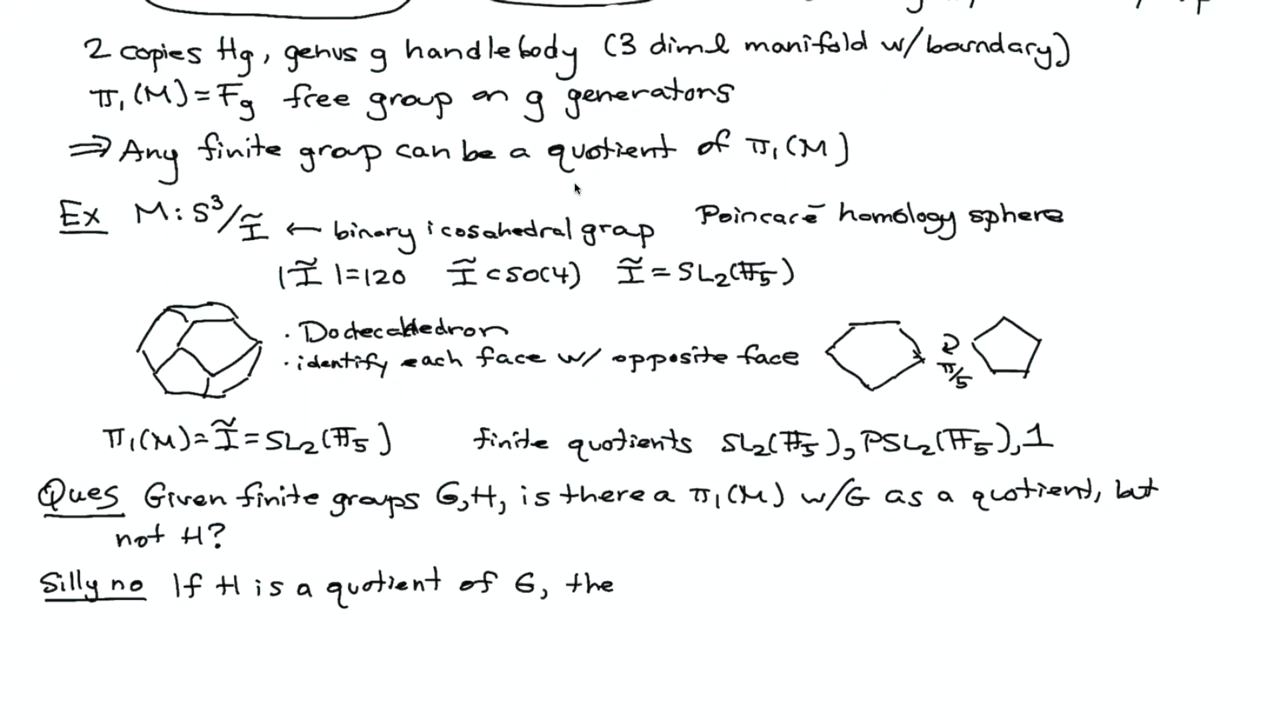 2 copies Hg, genus g handlebody (3 dim'l manifold w/boundary)
π₁(M)=Fg free group on g generators
⇒ Any finite group can be a quotient of π₁(M)
Ex M: S³/Ĩ ← binary icosahedral group Poincaré homology sphere
|Ĩ|=120 Ĩ⊂SO(4) Ĩ=SL₂(𝔽₅)
· Dodecahedron
· identify each face w/ opposite face π/5
π₁(M)=Ĩ=SL₂(𝔽₅) finite quotients SL₂(𝔽₅), PSL₂(𝔽₅), 1
Ques Given finite groups G,H, is there a π₁(M) w/G as a quotient, but
not H?
Silly no If H is a quotient of G, the